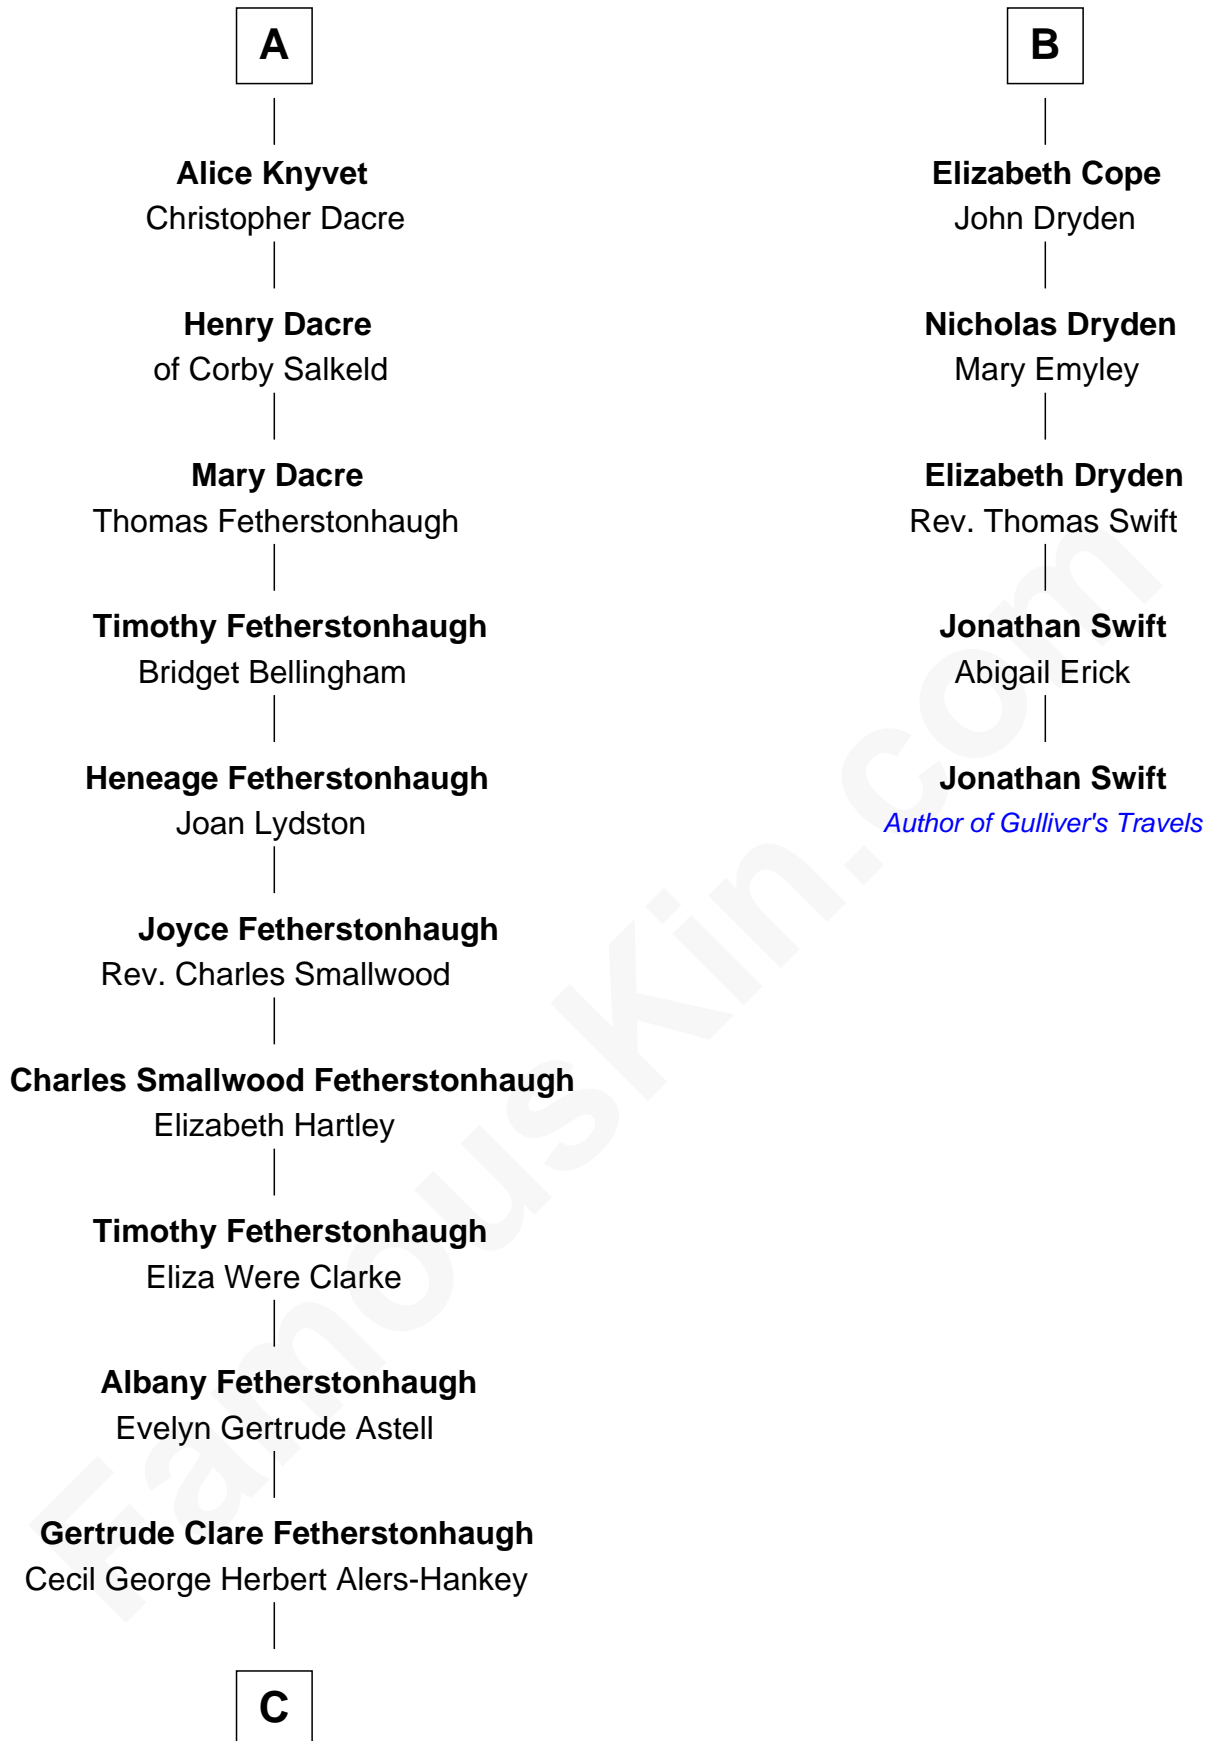 A
Alice Knyvet
Christopher Dacre
Henry Dacre
of Corby Salkeld
Mary Dacre
Thomas Fetherstonhaugh
Timothy Fetherstonhaugh
Bridget Bellingham
Heneage Fetherstonhaugh
Joan Lydston
Joyce Fetherstonhaugh
Rev. Charles Smallwood
Charles Smallwood Fetherstonhaugh
Elizabeth Hartley
Timothy Fetherstonhaugh
Eliza Were Clarke
Albany Fetherstonhaugh
Evelyn Gertrude Astell
Gertrude Clare Fetherstonhaugh
Cecil George Herbert Alers-Hankey
C
B
Elizabeth Cope
John Dryden
Nicholas Dryden
Mary Emyley
Elizabeth Dryden
Rev. Thomas Swift
Jonathan Swift
Abigail Erick
Jonathan Swift
Author of Gulliver's Travels
FamousKin.com